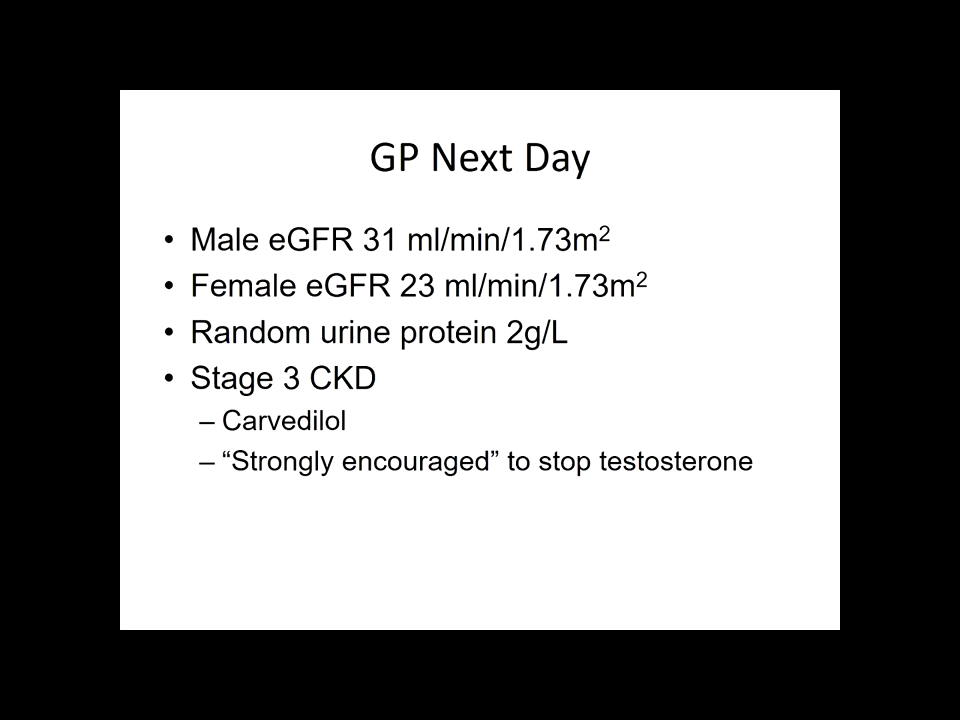 GP Next Day
• Male eGFR 31 ml/min/1.73m²
• Female eGFR 23 ml/min/1.73m²
• Random urine protein 2g/L
• Stage 3 CKD
– Carvedilol
– “Strongly encouraged” to stop testosterone